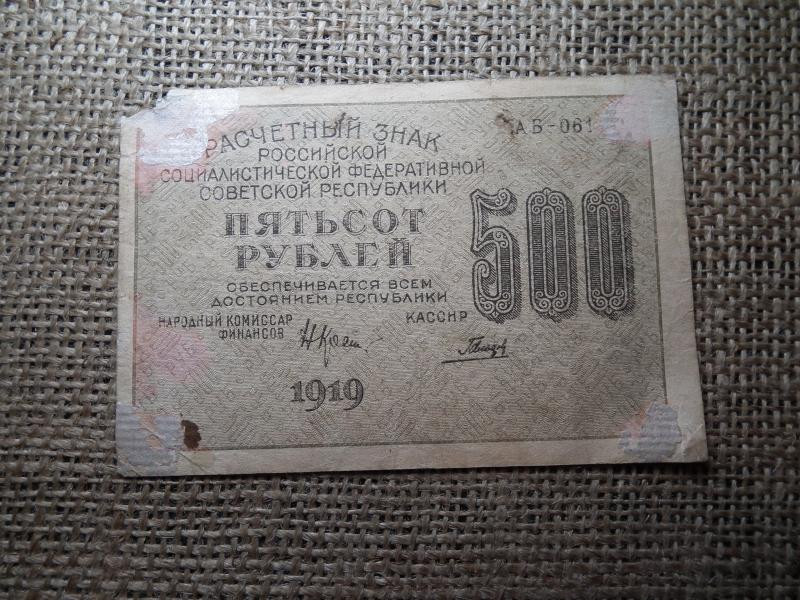 РАСЧЕТНЫЙ ЗНАК
РОССИЙСКОЙ
СОЦИАЛИСТИЧЕСКОЙ ФЕДЕРАТИВНОЙ
СОВЕТСКОЙ РЕСПУБЛИКИ
АБ-061
ПЯТЬСОТ
РУБЛЕЙ
500
ОБЕСПЕЧИВАЕТСЯ ВСЕМ
ДОСТОЯНИЕМ РЕСПУБЛИКИ
НАРОДНЫЙ КОМИССАР
ФИНАНСОВ
КАССИР
1919